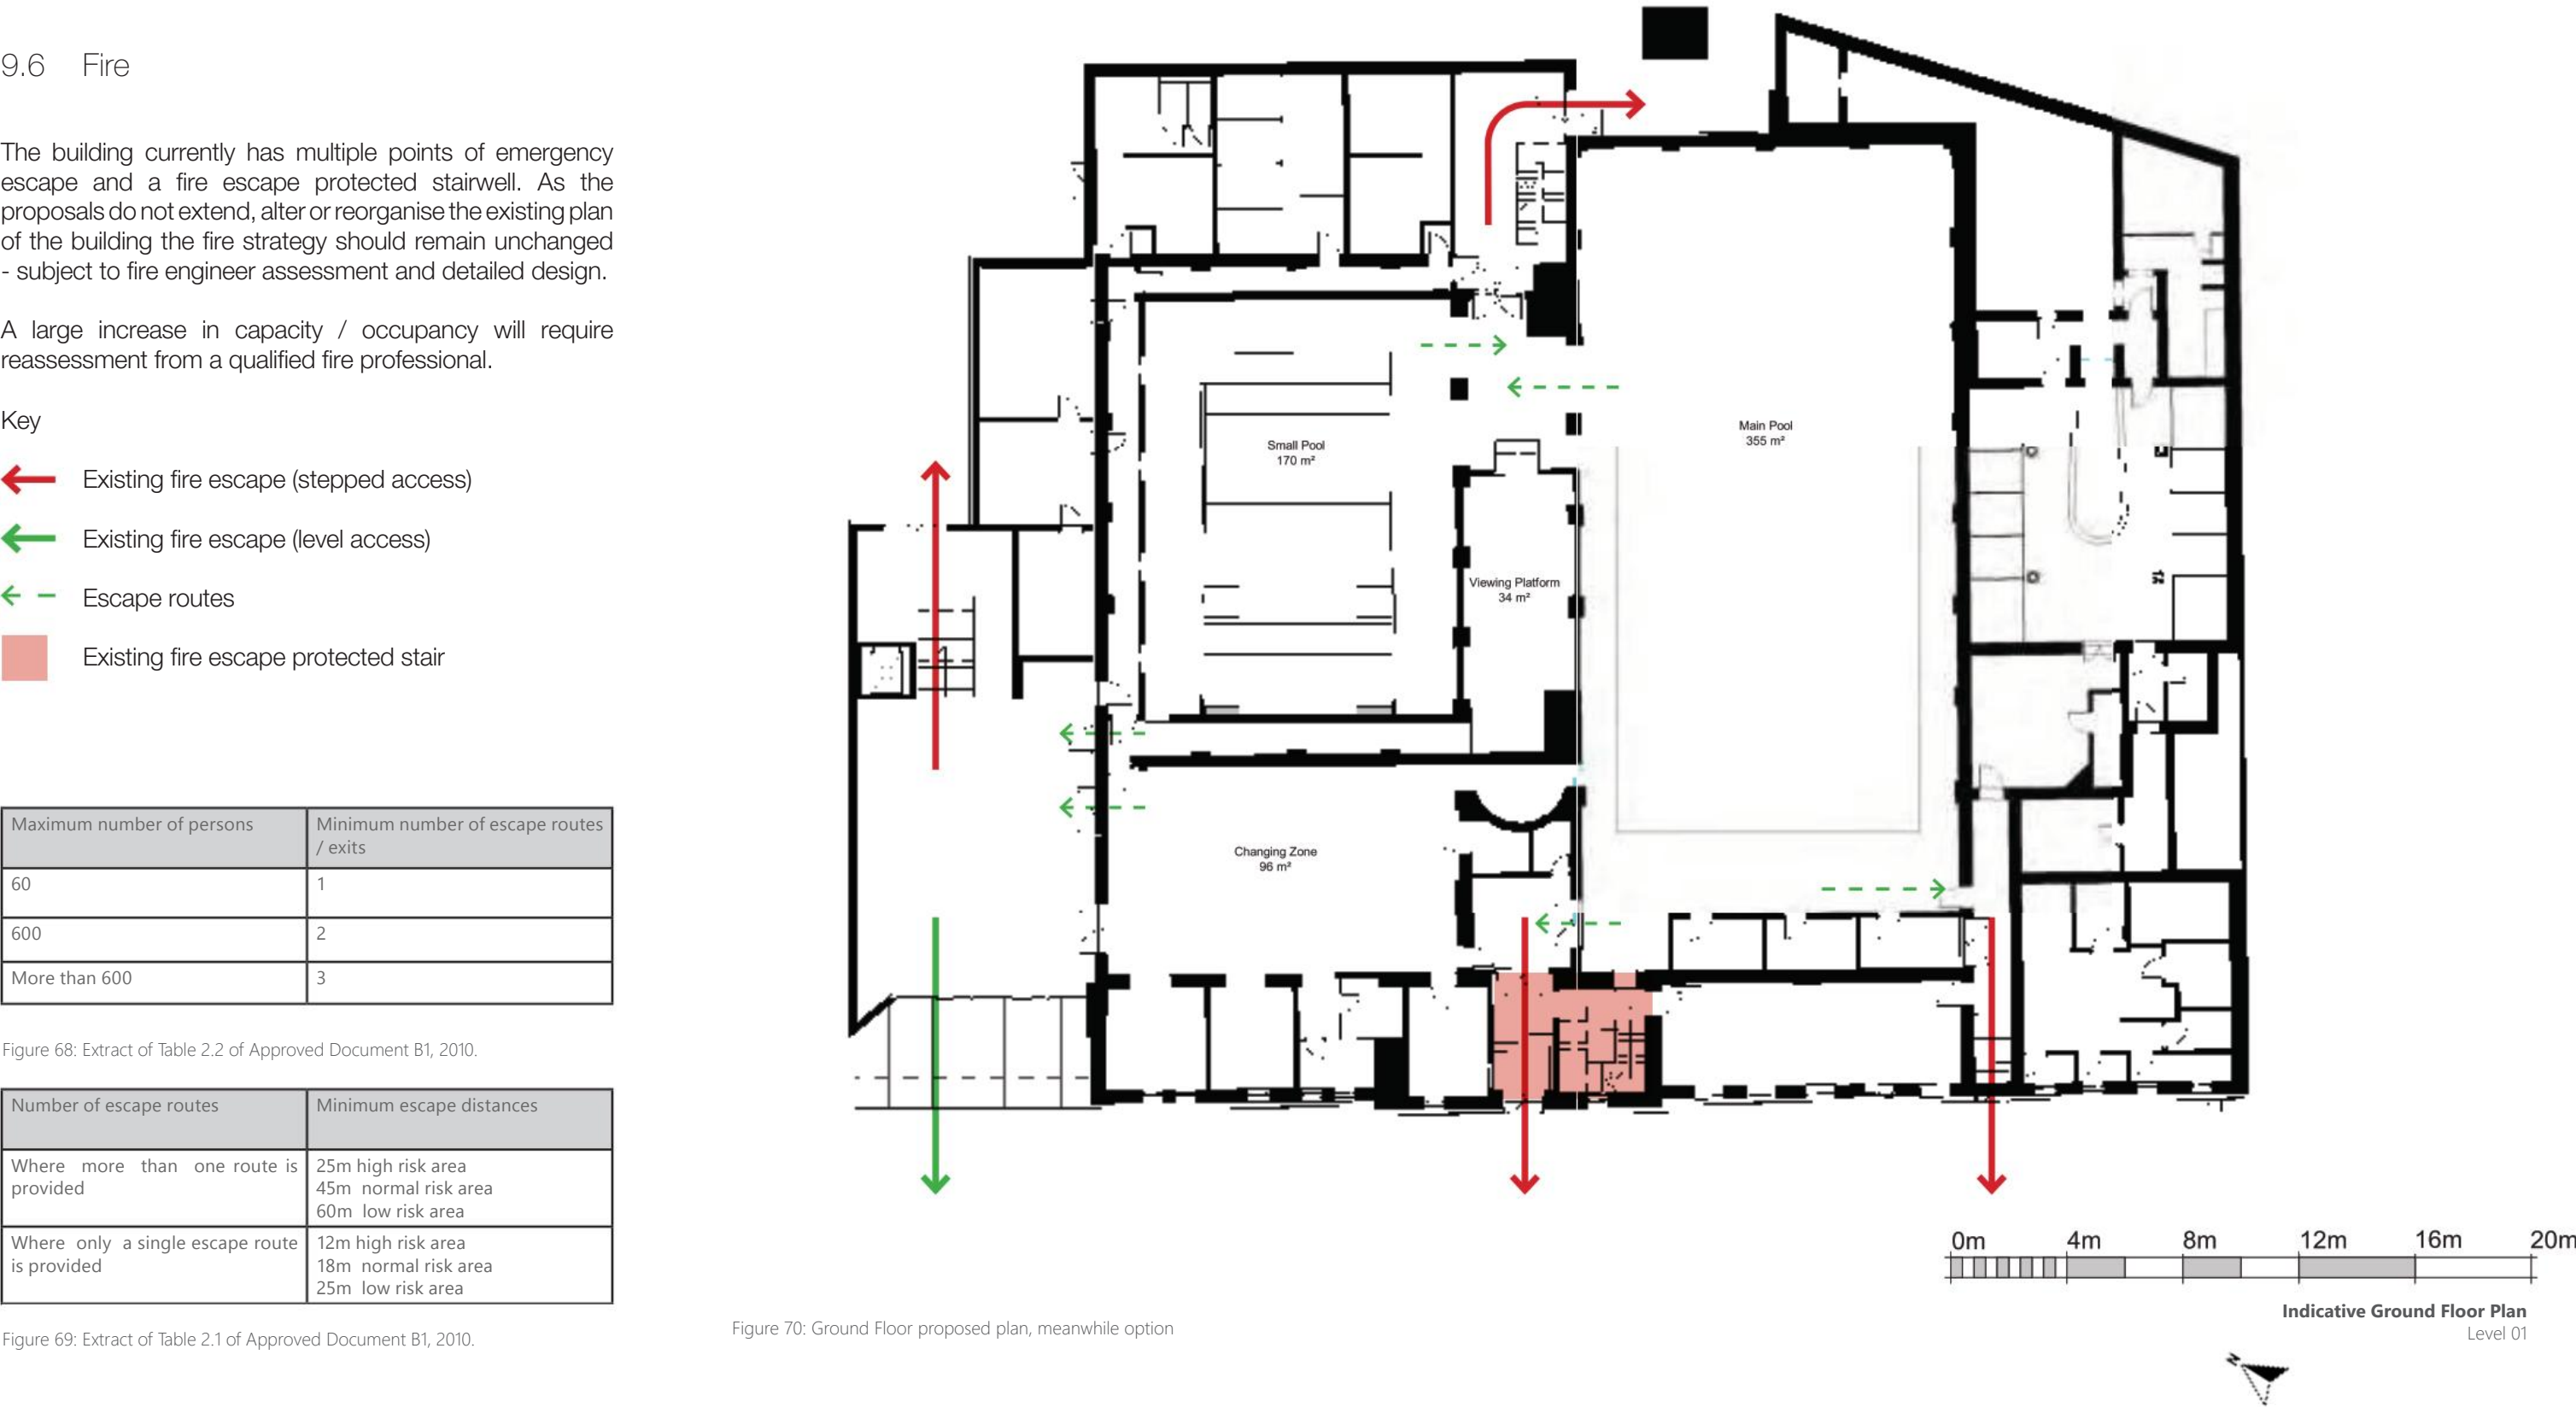 9.6 Fire
The building currently has multiple points of emergency
escape and a fire escape protected stairwell. As the
proposals do not extend, alter or reorganise the existing plan
of the building the fire strategy should remain unchanged
- subject to fire engineer assessment and detailed design.
A large increase in capacity / occupancy will require
reassessment from a qualified fire professional.
Key
Existing fire escape (stepped access)
Existing fire escape (level access)
Escape routes
Existing fire escape protected stair
Maximum number of persons
Minimum number of escape routes
/ exits
60
1
600
2
More than 600
3
Figure 68: Extract of Table 2.2 of Approved Document B1, 2010.
Number of escape routes
Minimum escape distances
Where more than one route is
provided
25m high risk area
45m normal risk area
60m low risk area
Where only a single escape route
is provided
12m high risk area
18m normal risk area
25m low risk area
Figure 69: Extract of Table 2.1 of Approved Document B1, 2010.
Small Pool
170 m²
Main Pool
355 m²
Viewing Platform
34 m²
Changing Zone
96 m²
0m 4m 8m 12m 16m 20m
Indicative Ground Floor Plan
Level 01
Figure 70: Ground Floor proposed plan, meanwhile option
N